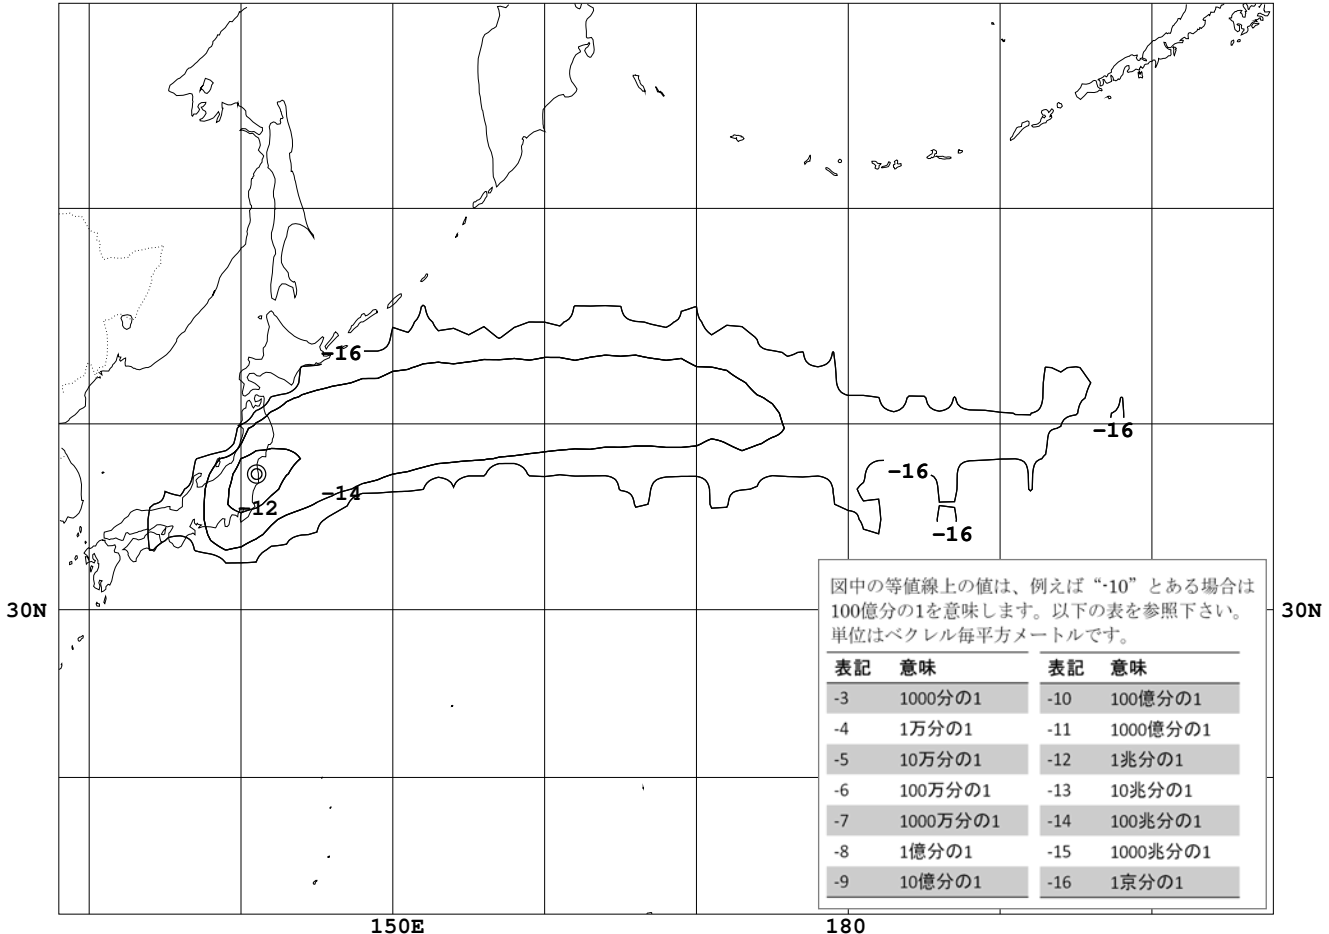 -16
-16
-16
-14
-12
-16
30N
30N
図中の等値線上の値は、例えば“-10”とある場合は
100億分の1を意味します。以下の表を参照下さい。
単位はベクレル毎平方メートルです。
表記 意味 表記 意味
-3 1000分の1 -10 100億分の1
-4 1万分の1 -11 1000億分の1
-5 10万分の1 -12 1兆分の1
-6 100万分の1 -13 10兆分の1
-7 1000万分の1 -14 100兆分の1
-8 1億分の1 -15 1000兆分の1
-9 10億分の1 -16 1京分の1
150E 180